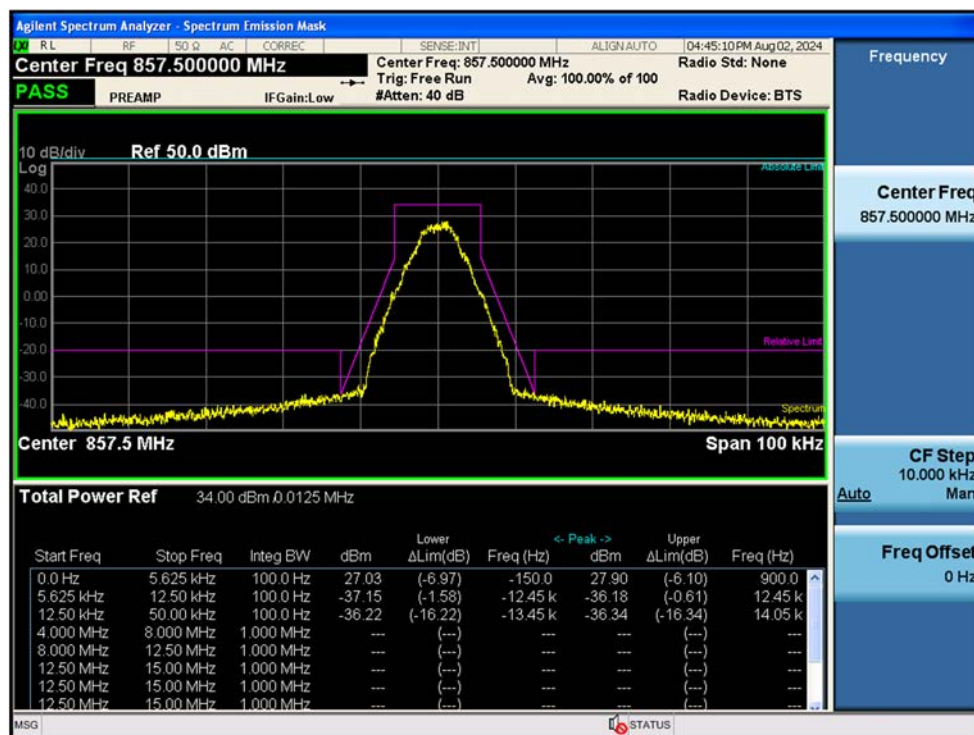 Agilent Spectrum Analyzer - Spectrum Emission Mask
LXI RL RF 50 Ω AC CORREC SENSE:INT ALIGN AUTO 04:45:10 PM Aug 02, 2024
Center Freq 857.500000 MHz
Center Freq: 857.500000 MHz Radio Std: None
Trig: Free Run Avg: 100.00% of 100
PASS PREAMP IFGain:Low #Atten: 40 dB Radio Device: BTS
10 dB/div Ref 50.0 dBm
Log
Absolute Limit
40.0
30.0
20.0
10.0
0.00
-10.0
Relative Limit
-20.0
-30.0
-40.0
Spectrum
Center 857.5 MHz Span 100 kHz
Total Power Ref 34.00 dBm/0.0125 MHz
Lower <- Peak -> Upper
Start Freq Stop Freq Integ BW dBm ΔLim(dB) Freq (Hz) dBm ΔLim(dB) Freq (Hz)
0.0 Hz 5.625 kHz 100.0 Hz 27.03 (-6.97) -150.0 27.90 (-6.10) 900.0
5.625 kHz 12.50 kHz 100.0 Hz -37.15 (-1.58) -12.45 k -36.18 (-0.61) 12.45 k
12.50 kHz 50.00 kHz 100.0 Hz -36.22 (-16.22) -13.45 k -36.34 (-16.34) 14.05 k
4.000 MHz 8.000 MHz 1.000 MHz --- (---) --- --- (---) ---
8.000 MHz 12.50 MHz 1.000 MHz --- (---) --- --- (---) ---
12.50 MHz 15.00 MHz 1.000 MHz --- (---) --- --- (---) ---
12.50 MHz 15.00 MHz 1.000 MHz --- (---) --- --- (---) ---
12.50 MHz 15.00 MHz 1.000 MHz --- (---) --- --- (---) ---
MSG STATUS
Frequency
Center Freq
857.500000 MHz
CF Step
10.000 kHz
Auto Man
Freq Offset
0 Hz